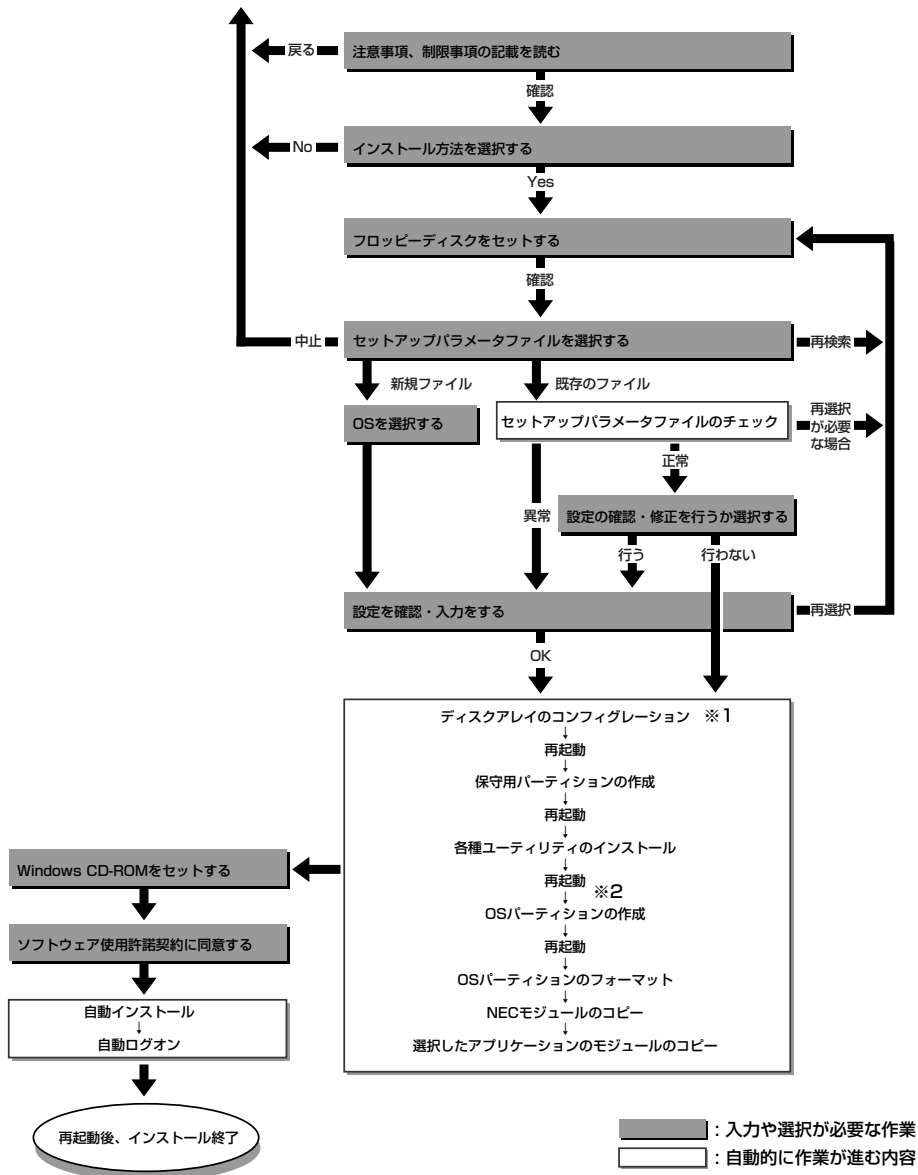 戻る
注意事項、制限事項の記載を読む
確認
No
インストール方法を選択する
Yes
フロッピーディスクをセットする
確認
中止
セットアップパラメータファイルを選択する
再検索
新規ファイル
既存のファイル
OSを選択する
セットアップパラメータファイルのチェック
再選択
が必要
な場合
正常
異常
設定の確認・修正を行うか選択する
行う
行わない
設定を確認・入力をする
再選択
OK
ディスクアレイのコンフィグレーション ※1
↓
再起動
↓
保守用パーティションの作成
↓
再起動
↓
各種ユーティリティのインストール
↓
再起動
↓ ※2
OSパーティションの作成
↓
再起動
↓
OSパーティションのフォーマット
↓
NECモジュールのコピー
↓
選択したアプリケーションのモジュールのコピー
Windows CD-ROMをセットする
ソフトウェア使用許諾契約に同意する
自動インストール
↓
自動ログオン
再起動後、インストール終了
：入力や選択が必要な作業
：自動的に作業が進む内容